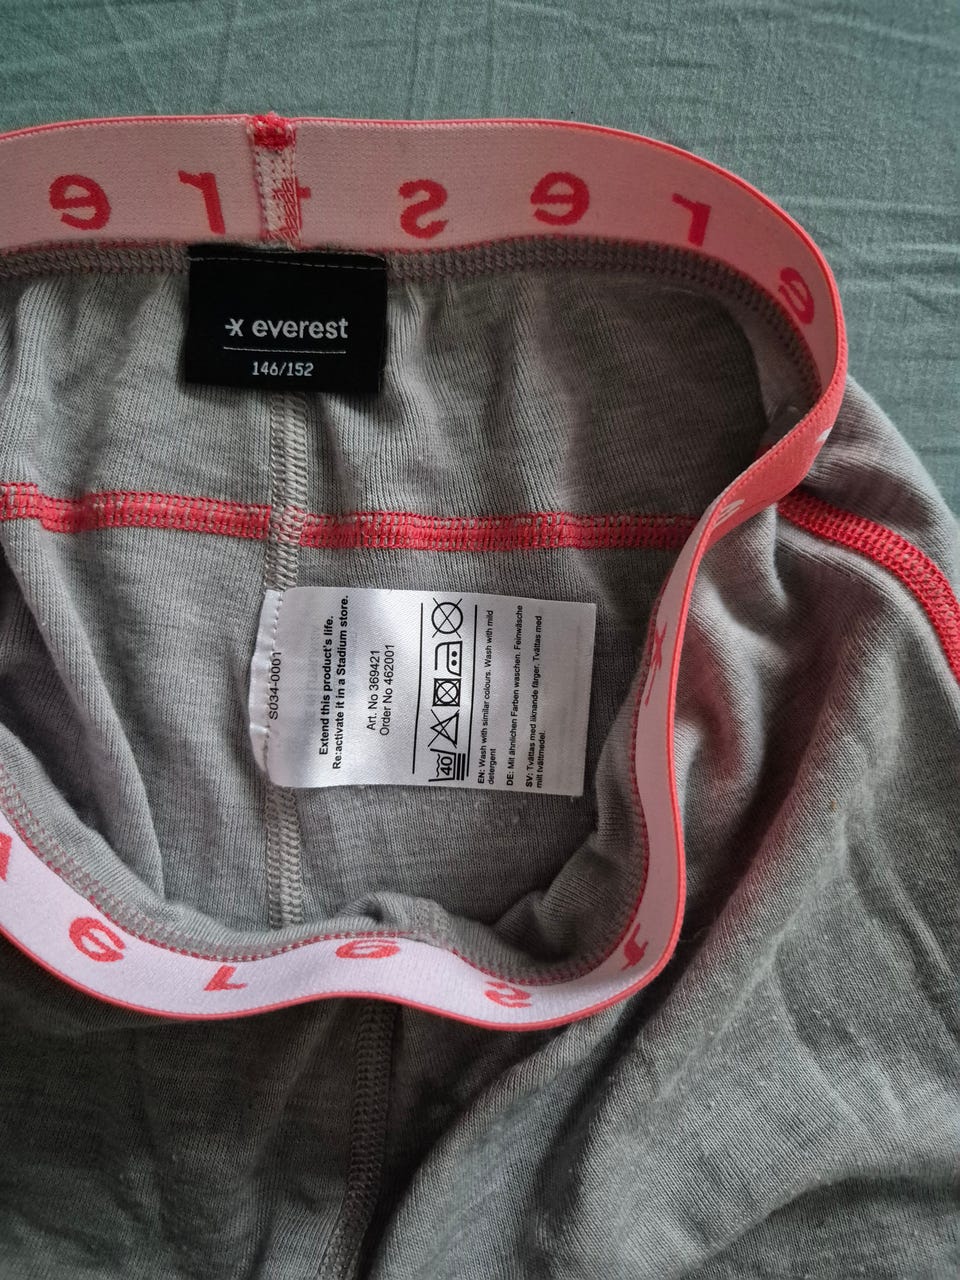 e r t s e r e
everest
146/152
S034-0001
Extend this product's life.
Re:activate it in a Stadium store.
Art. No 369421
Order No 462001
40
EN: Wash with similar colours. Wash with mild
detergent
DE: Mit ähnlichen Farben waschen. Feinwäsche
SV: Tvättas med liknande färger. Tvättas med
milt tvättmedel.